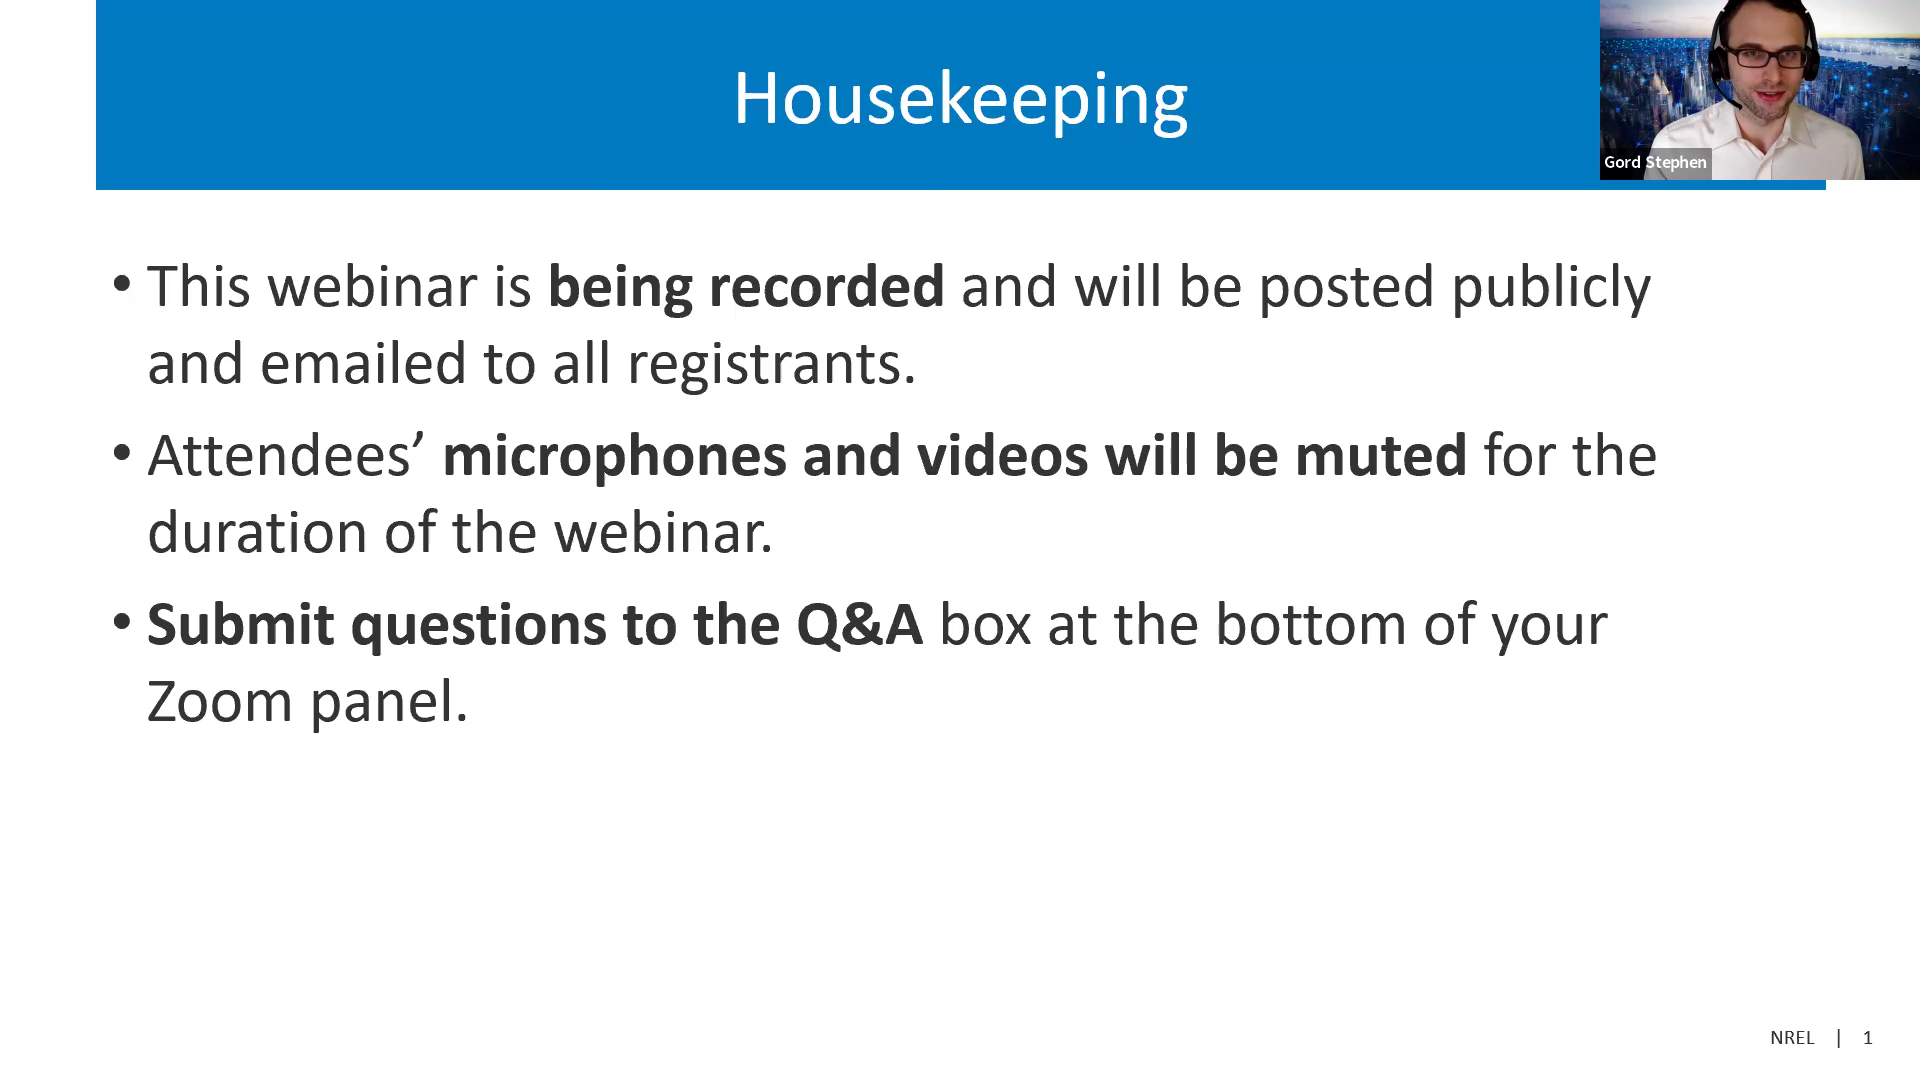 Housekeeping
Gord Stephen
• This webinar is being recorded and will be posted publicly
and emailed to all registrants.
• Attendees’ microphones and videos will be muted for the
duration of the webinar.
• Submit questions to the Q&A box at the bottom of your
Zoom panel.
NREL | 1